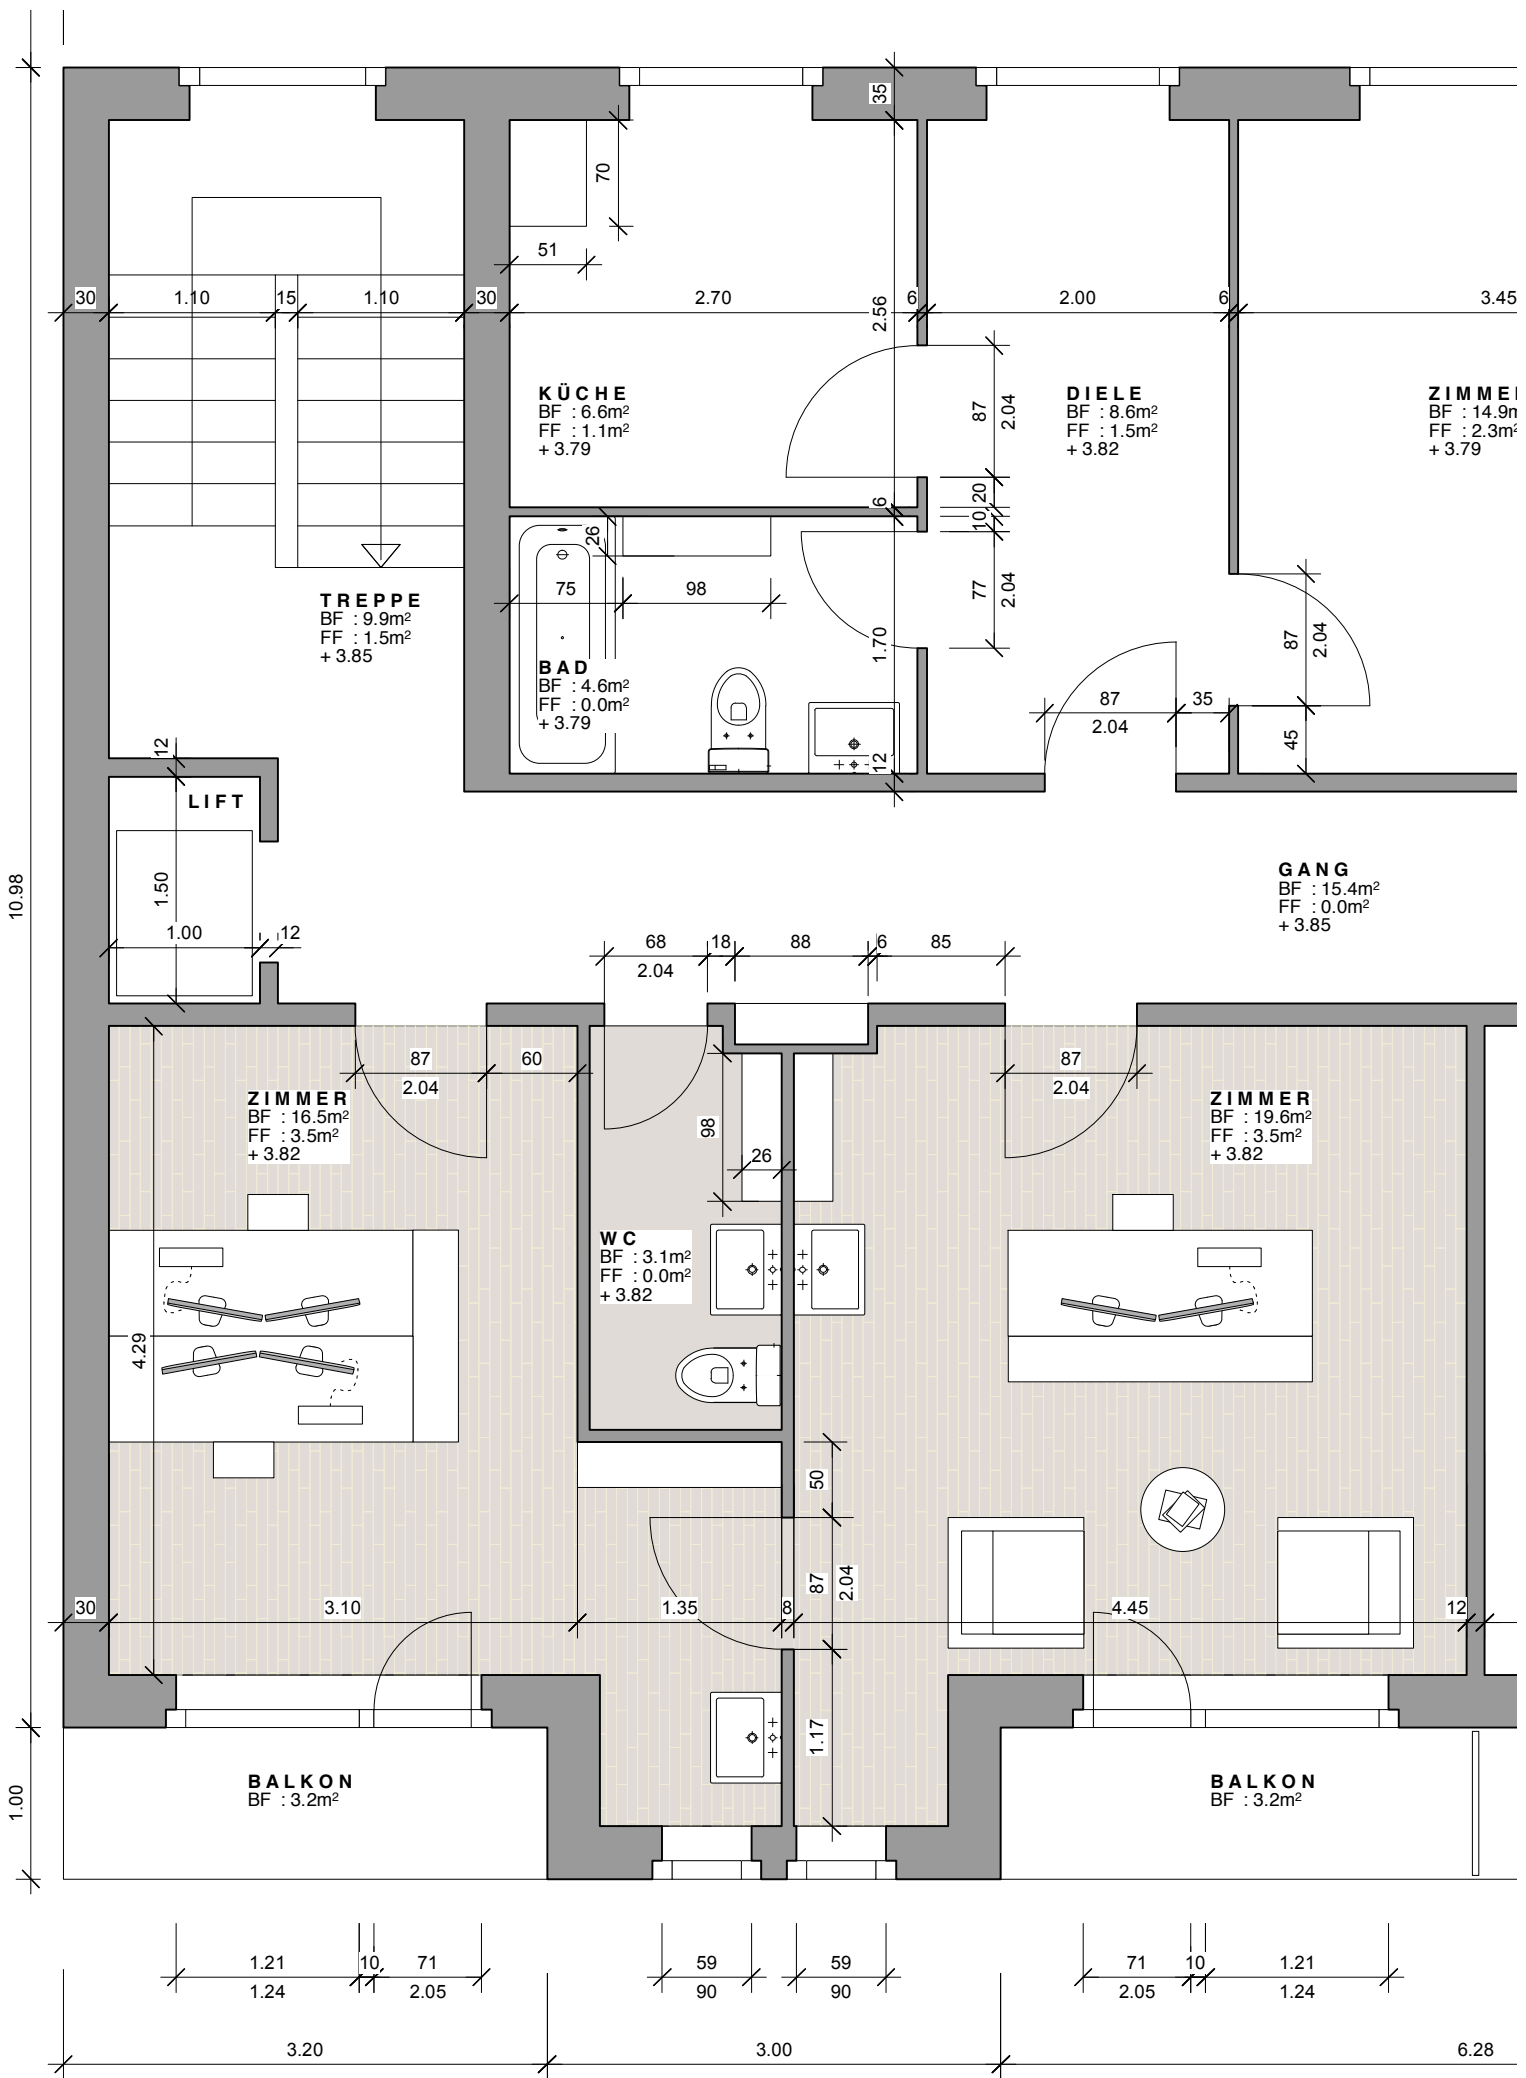 35
70
51
30
1.10
15
1.10
30
2.70
2.56
6
2.00
6
3.45
KÜCHE
BF : 6.6m²
FF : 1.1m²
+ 3.79
87
2.04
DIELE
BF : 8.6m²
FF : 1.5m²
+ 3.82
ZIMME
BF : 14.9m
FF : 2.3m²
+ 3.79
6
20
10
26
75
98
77
2.04
TREPPE
BF : 9.9m²
FF : 1.5m²
+ 3.85
1.70
BAD
BF : 4.6m²
FF : 0.0m²
+ 3.79
87
2.04
87
2.04
35
45
12
12
LIFT
10.98
1.50
1.00
12
GANG
BF : 15.4m²
FF : 0.0m²
+ 3.85
68
2.04
18
88
6
85
87
2.04
60
87
2.04
ZIMMER
BF : 16.5m²
FF : 3.5m²
+ 3.82
98
26
ZIMMER
BF : 19.6m²
FF : 3.5m²
+ 3.82
WC
BF : 3.1m²
FF : 0.0m²
+ 3.82
4.29
50
87
2.04
30
3.10
1.35
8
4.45
12
1.17
1.00
BALKON
BF : 3.2m²
BALKON
BF : 3.2m²
1.21
1.24
10
71
2.05
59
90
59
90
71
2.05
10
1.21
1.24
3.20
3.00
6.28